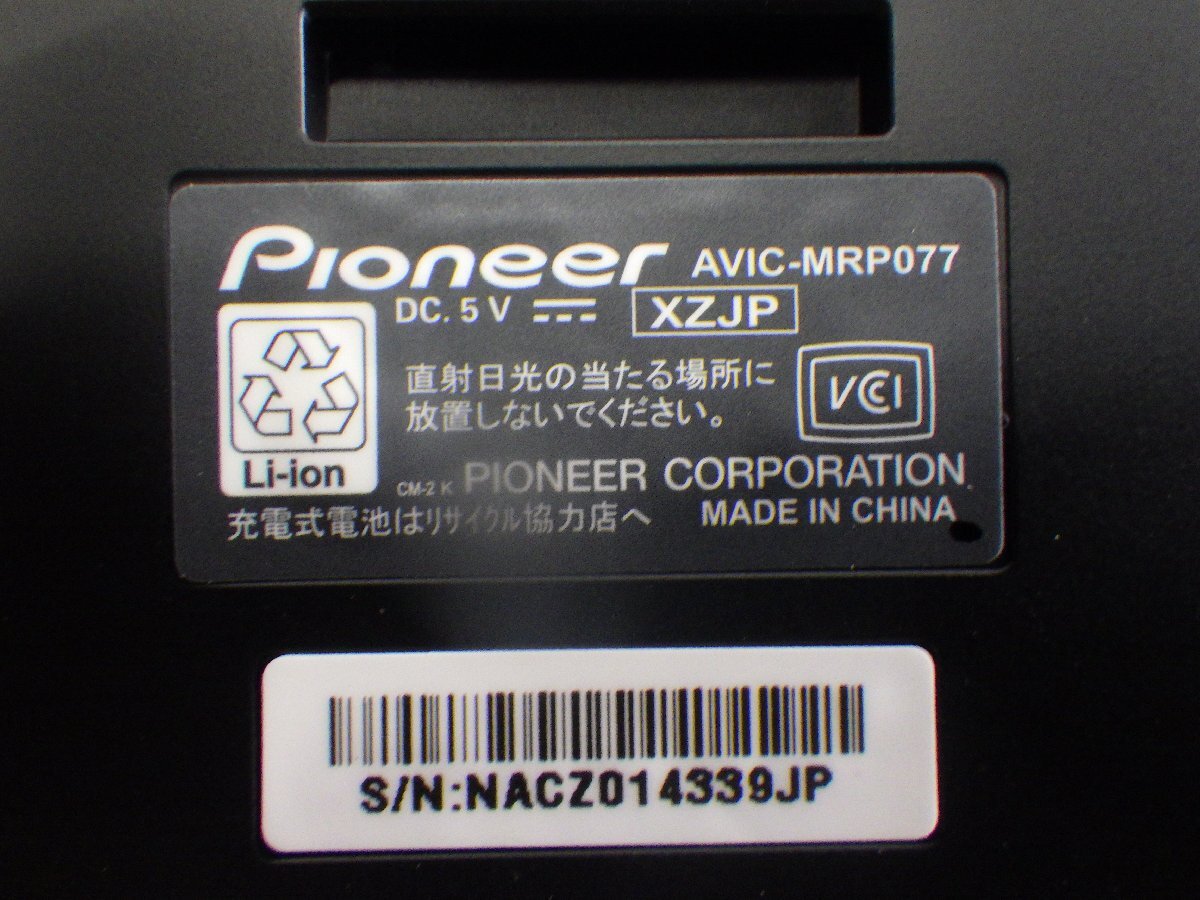 Pioneer AVIC-MRP077
DC. 5 V XZJP
直射日光の当たる場所に
放置しないでください。
VCCI
Li-ion
CM-2 K PIONEER CORPORATION
充電式電池はリサイクル協力店へ MADE IN CHINA
S/N:NACZ014339JP